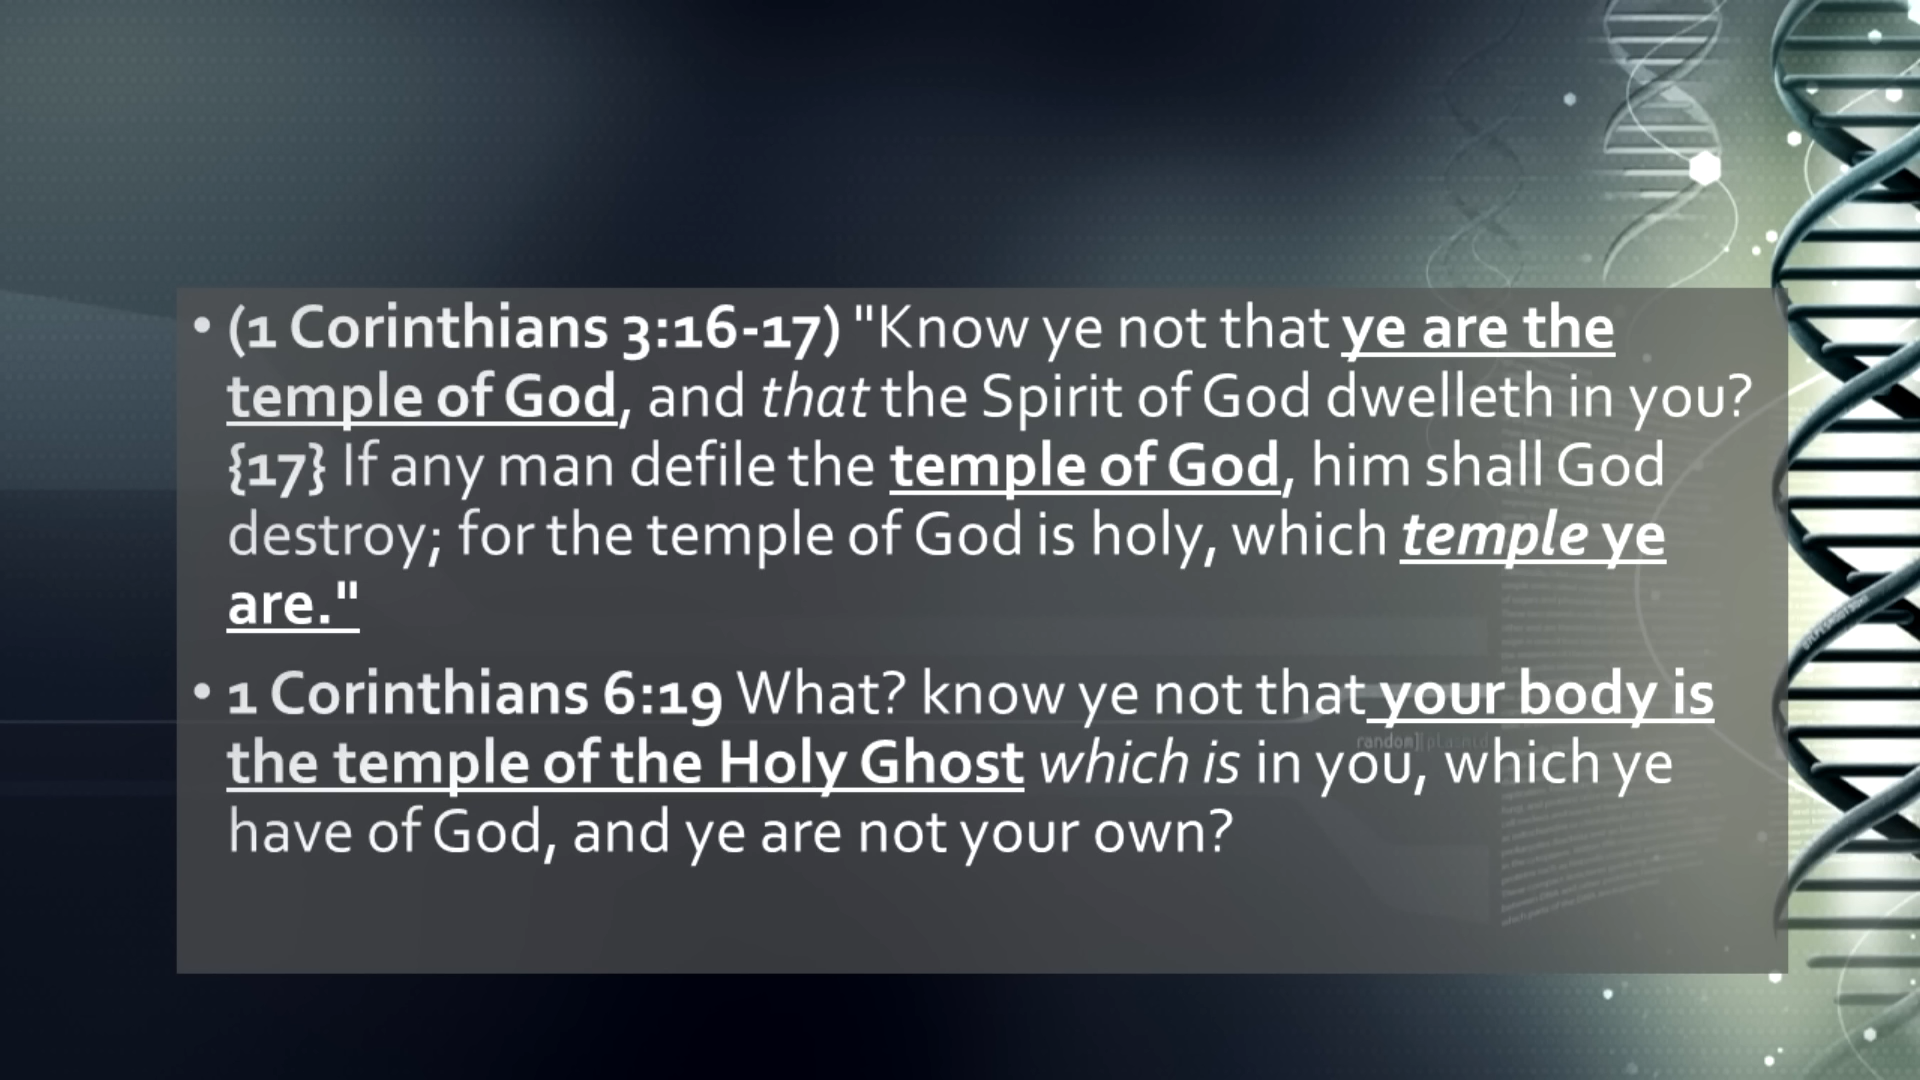 • (1 Corinthians 3:16-17) "Know ye not that ye are the
temple of God, and that the Spirit of God dwelleth in you?
{17} If any man defile the temple of God, him shall God
destroy; for the temple of God is holy, which temple ye
are."
• 1 Corinthians 6:19 What? know ye not that your body is
the temple of the Holy Ghost which is in you, which ye
have of God, and ye are not your own?
random][plasmid